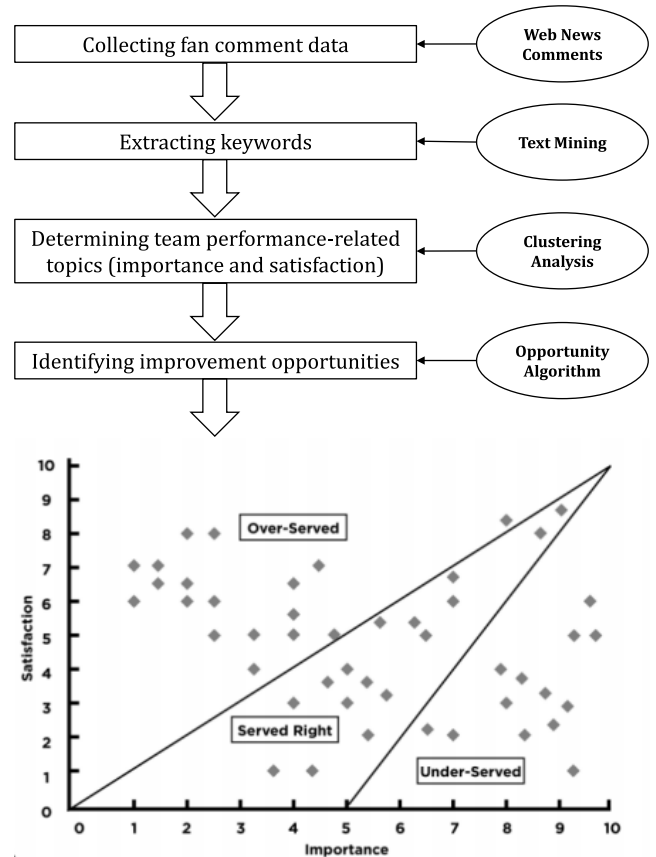 Collecting fan comment data
Web News
Comments
Extracting keywords
Text Mining
Determining team performance-related
topics (importance and satisfaction)
Clustering
Analysis
Identifying improvement opportunities
Opportunity
Algorithm
10
9
8
7
6
5
4
3
2
1
0
Satisfaction
Over-Served
Served Right
Under-Served
0 1 2 3 4 5 6 7 8 9 10
Importance